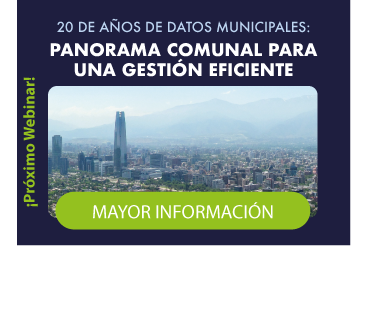 20 DE AÑOS DE DATOS MUNICIPALES:
PANORAMA COMUNAL PARA
UNA GESTIÓN EFICIENTE
¡Próximo Webinar!
MAYOR INFORMACIÓN